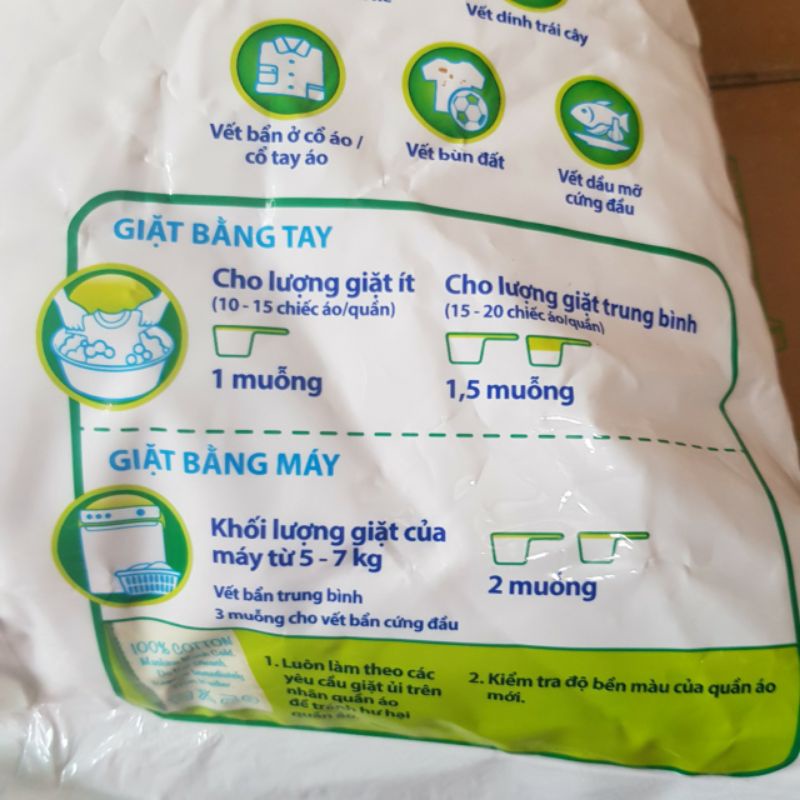 Vết dính trái cây
Vết bẩn ở cổ áo /
cổ tay áo
Vết bùn đất
Vết dầu mỡ
cứng đầu
GIẶT BẰNG TAY
Cho lượng giặt ít
(10 - 15 chiếc áo/quần)
1 muỗng
Cho lượng giặt trung bình
(15 - 20 chiếc áo/quần)
1,5 muỗng
GIẶT BẰNG MÁY
Khối lượng giặt của
máy từ 5 - 7 kg
Vết bẩn trung bình
3 muỗng cho vết bẩn cứng đầu
2 muỗng
100% COTTON
1. Luôn làm theo các
yêu cầu giặt ủi trên
nhãn quần áo
để tránh hư hại
quần áo.
2. Kiểm tra độ bền màu của quần áo
mới.